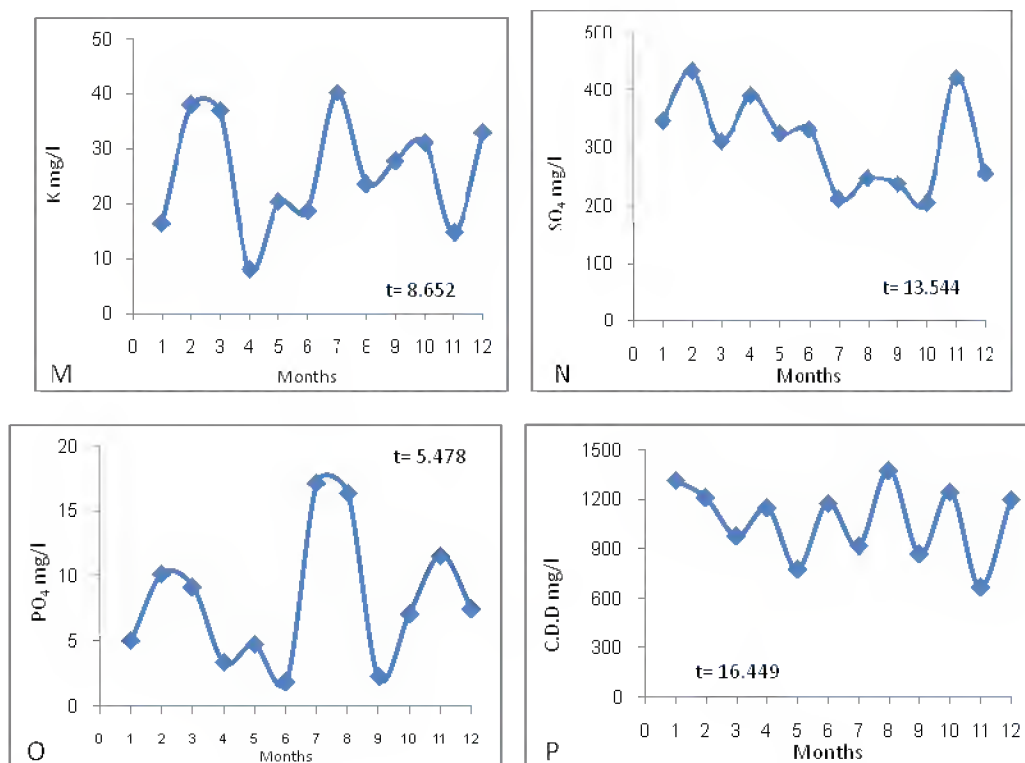 50
40
30
20
10
0
K mg/l
t= 8.652
0 1 2 3 4 5 6 7 8 9 10 11 12
Months
M
500
400
300
200
100
0
SO₄ mg/l
t= 13.544
0 1 2 3 4 5 6 7 8 9 10 11 12
Months
N
20
15
10
5
0
PO₄ mg/l
t= 5.478
0 1 2 3 4 5 6 7 8 9 10 11 12
Months
O
1500
1200
900
600
300
0
C.D.D mg/l
t= 16.449
0 1 2 3 4 5 6 7 8 9 10 11 12
Months
P